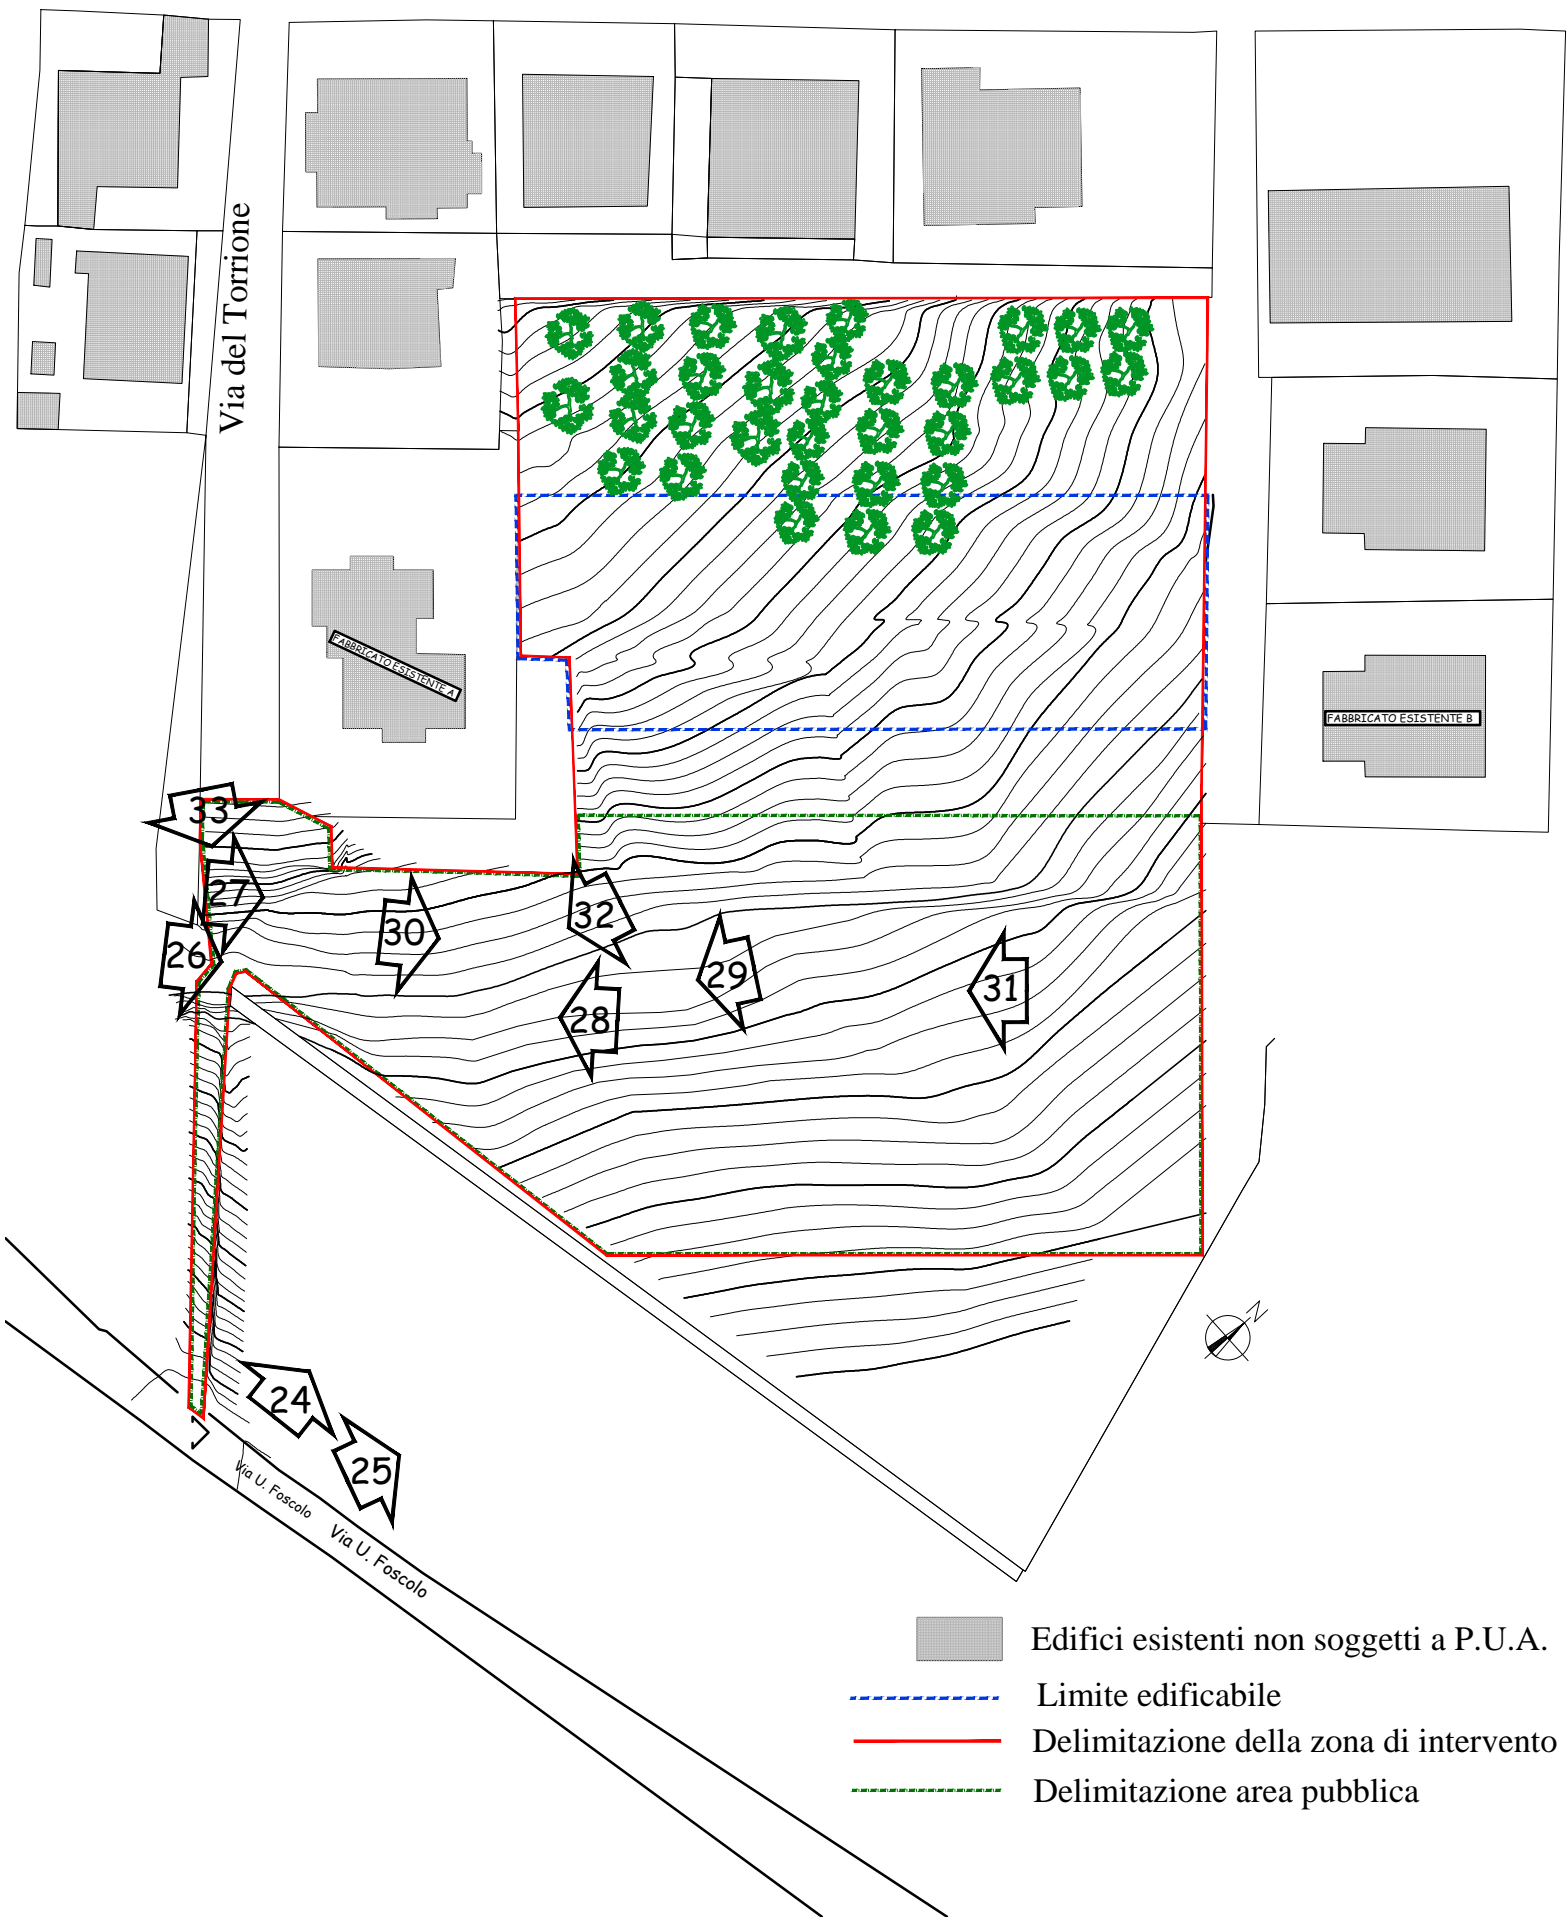 Via del Torrione
FABBRICATO ESISTENTE A
FABBRICATO ESISTENTE B
33
27
26
30
32
29
28
31
N
24
25
Via U. Foscolo
Via U. Foscolo
Edifici esistenti non soggetti a P.U.A.
Limite edificabile
Delimitazione della zona di intervento
Delimitazione area pubblica